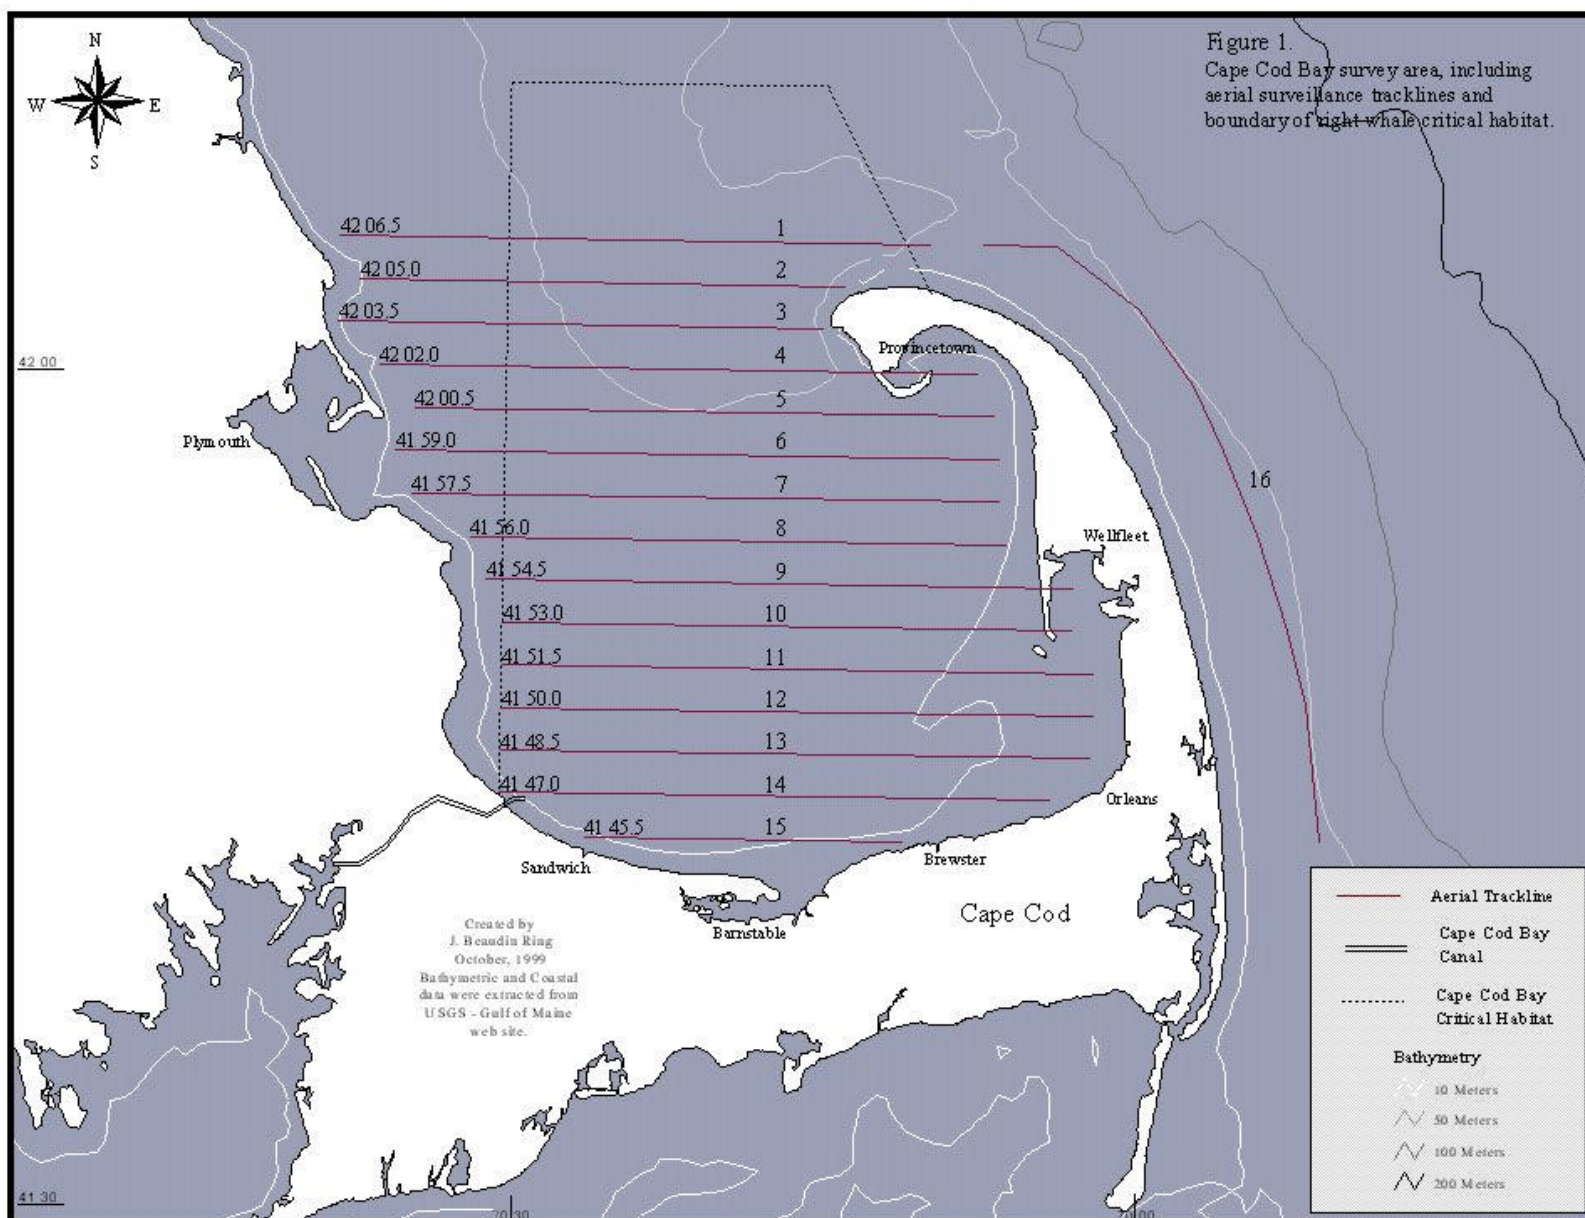 Figure 1.
Cape Cod Bay survey area, including
aerial surveillance tracklines and
boundary of right whale critical habitat.
N
W E
S
42 06.5 1
42 05.0 2
42 03.5 3
Provincetown
42 00
42 02.0 4
42 00.5 5
Plymouth
41 59.0 6
41 57.5 7
16
41 56.0 8
Wellfleet
41 54.5 9
41 53.0 10
41 51.5 11
41 50.0 12
41 48.5 13
41 47.0 14
Orleans
41 45.5 15
Sandwich
Brewster
Barnstable
Cape Cod
Created by
J. Beaudin Ring
October, 1999
Bathymetric and Coastal
data were extracted from
USGS - Gulf of Maine
web site.
Aerial Trackline
Cape Cod Bay
Canal
Cape Cod Bay
Critical Habitat
Bathymetry
10 Meters
50 Meters
100 Meters
200 Meters
41 30
70 30
70 00